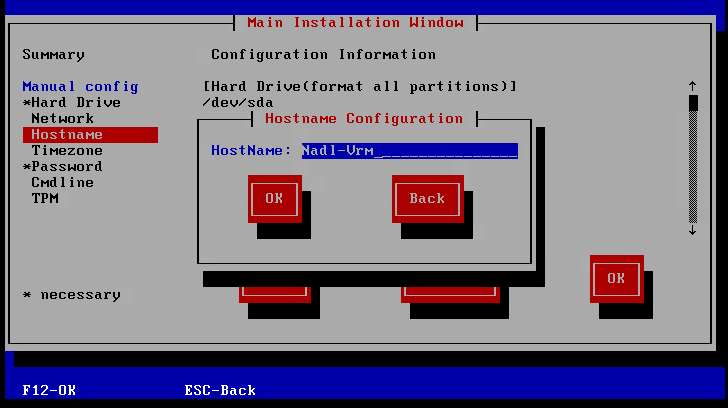 Main Installation Window
Summary Configuration Information
Manual config [Hard Drive(format all partitions)]
*Hard Drive /dev/sda
Network Hostname Configuration
Hostname
Timezone HostName: Nadl-Vrm________________
*Password
Cmdline
TPM OK Back
OK
* necessary
F12-OK ESC-Back